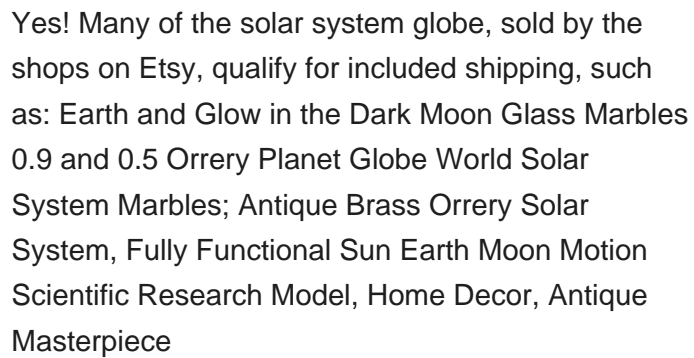 Yes! Many of the solar system globe, sold by the
shops on Etsy, qualify for included shipping, such
as: Earth and Glow in the Dark Moon Glass Marbles
0.9 and 0.5 Orrery Planet Globe World Solar
System Marbles; Antique Brass Orrery Solar
System, Fully Functional Sun Earth Moon Motion
Scientific Research Model, Home Decor, Antique
Masterpiece